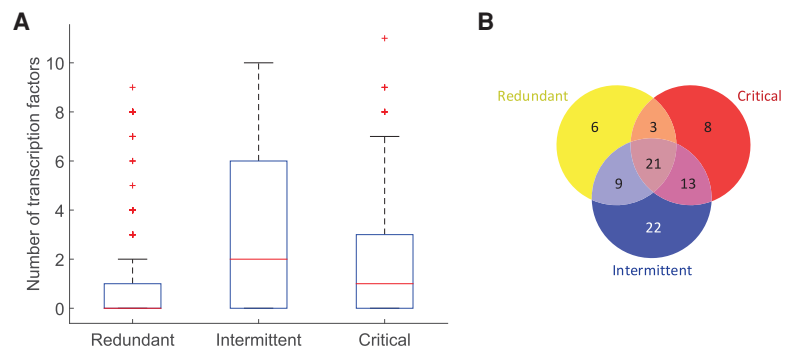 A
Number of transcription factors
10
8
6
4
2
0
Redundant Intermittent Critical
B
Redundant
Critical
6 3 8
21
9 13
22
Intermittent